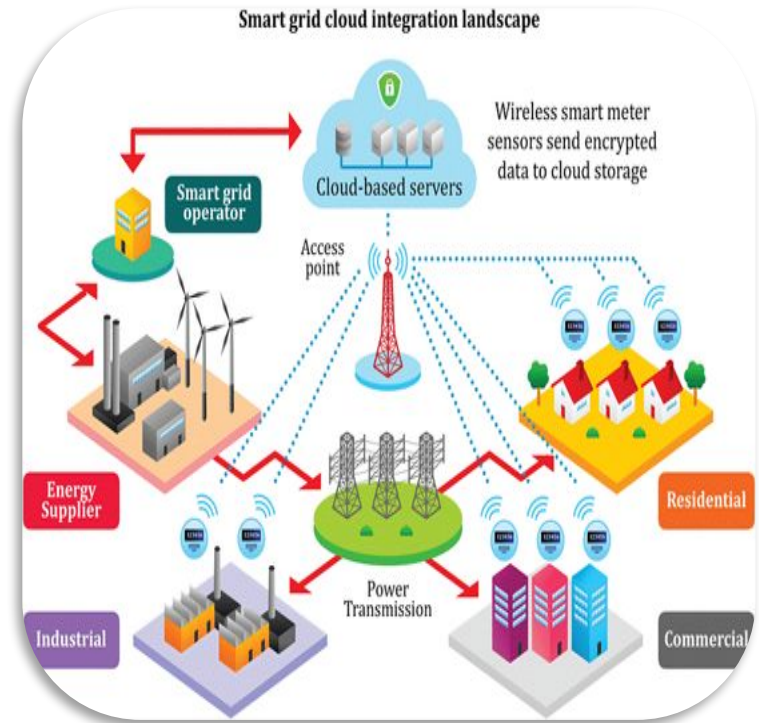 Smart grid cloud integration landscape
Wireless smart meter
sensors send encrypted
data to cloud storage
Cloud-based servers
Smart grid
operator
Access
point
Energy
Supplier
Residential
Power
Transmission
Industrial
Commercial